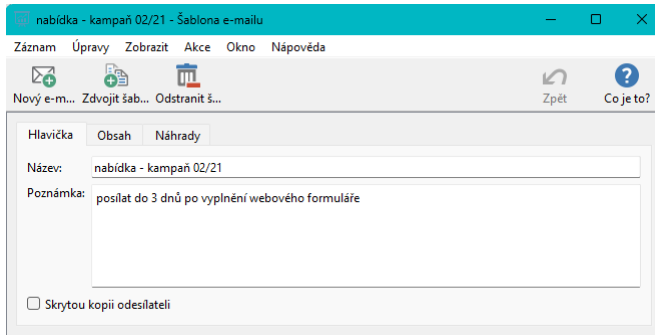 nabídka - kampaň 02/21 - Šablona e-mailu
Záznam Úpravy Zobrazit Akce Okno Nápověda
Nový e-m... Zdvojit šab... Odstranit š... Zpět Co je to?
Hlavička Obsah Náhrady
Název: nabídka - kampaň 02/21
Poznámka: posílat do 3 dnů po vyplnění webového formuláře
Skrytou kopii odesílateli